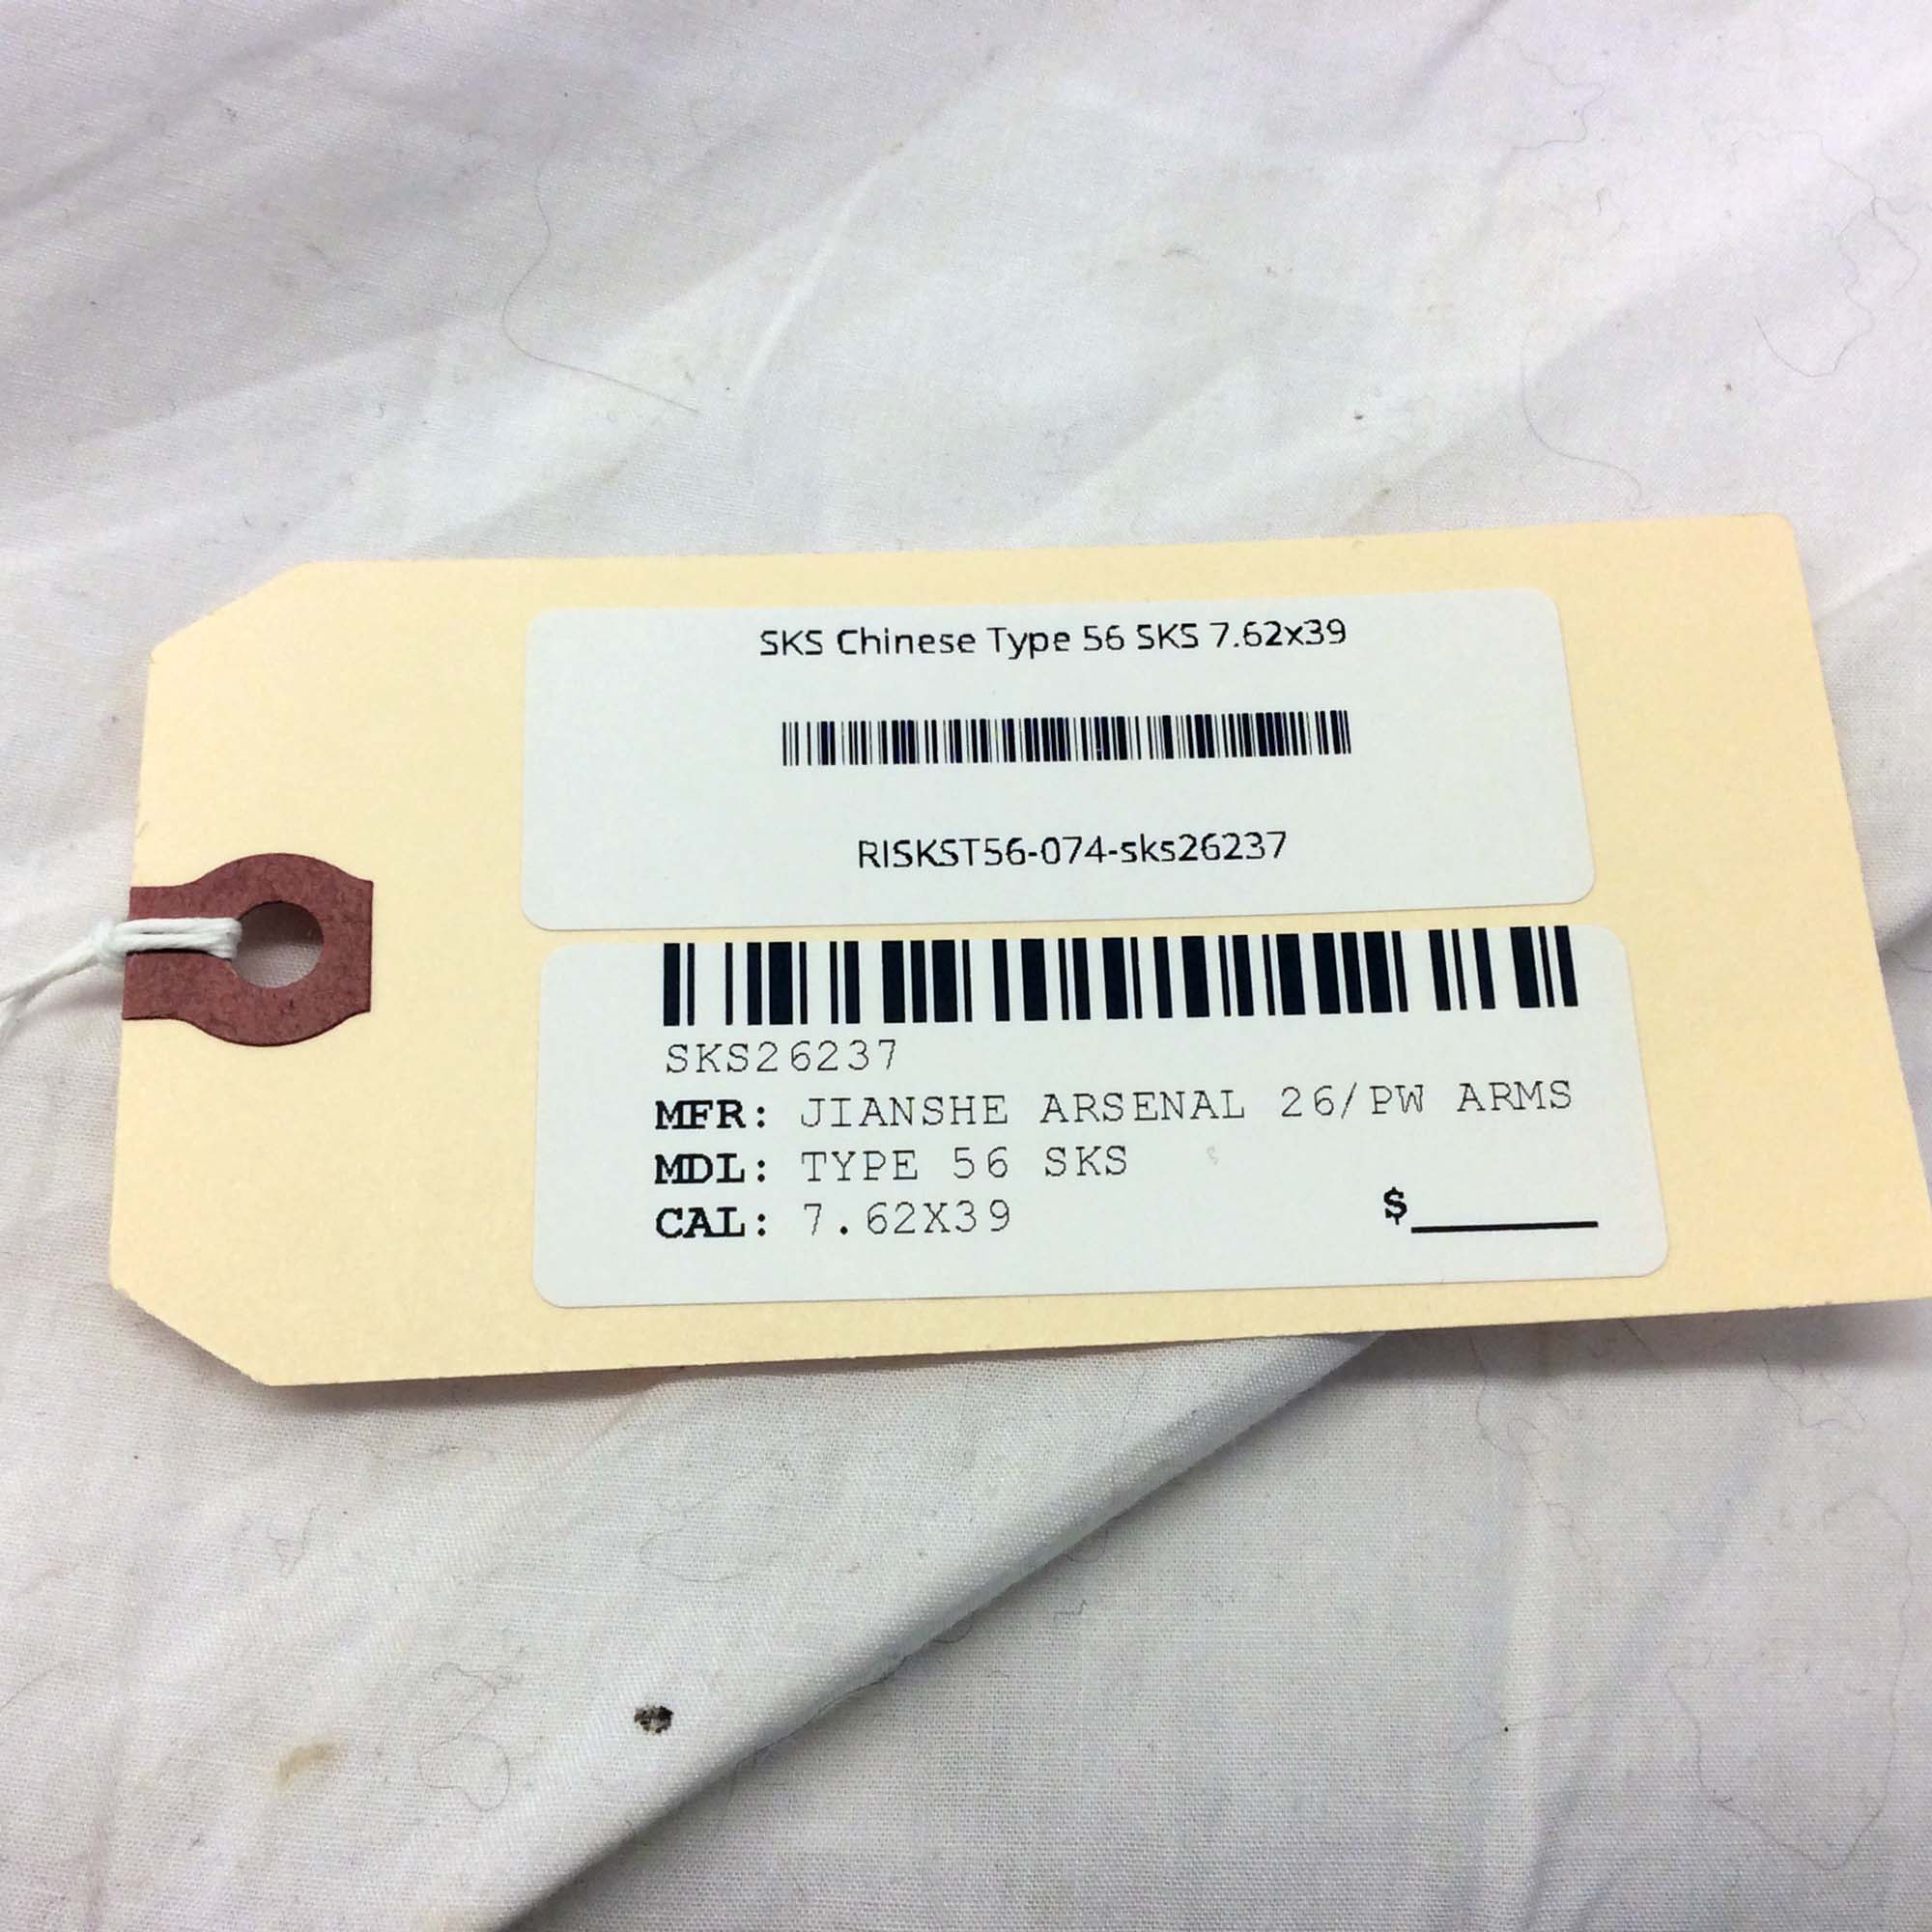 SKS Chinese Type 56 SKS 7.62x39
RISKST56-074-sks26237
SKS26237
MFR: JIANSHE ARSENAL 26/PW ARMS
MDL: TYPE 56 SKS
CAL: 7.62X39
$